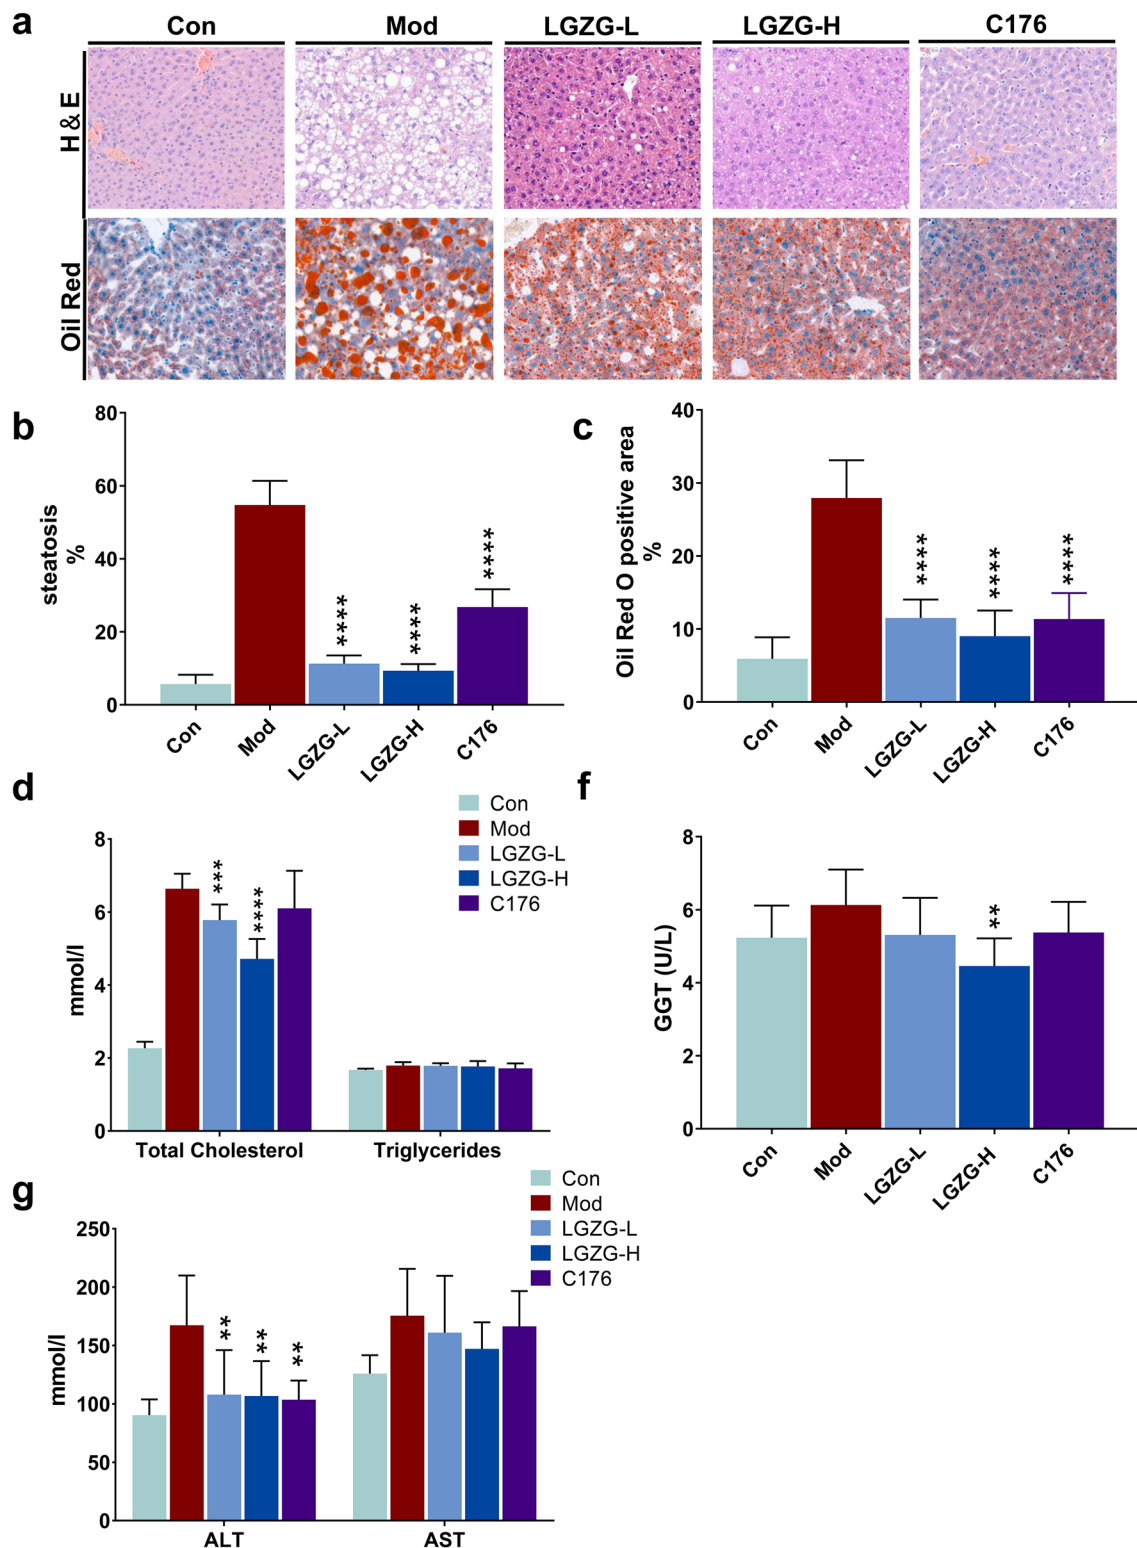 a
Con Mod LGZG-L LGZG-H C176
H & E
Oil Red
b
80
60
40
20
0
steatosis
%
****
****
****
Con Mod LGZG-L LGZG-H C176
c
40
30
20
10
0
Oil Red O positive area
%
****
****
****
Con Mod LGZG-L LGZG-H C176
d
Con
Mod
LGZG-L
LGZG-H
C176
8
6
4
2
0
mmol/l
***
****
Total Cholesterol Triglycerides
f
8
6
4
2
0
GGT (U/L)
**
Con Mod LGZG-L LGZG-H C176
g
Con
Mod
LGZG-L
LGZG-H
C176
250
200
150
100
50
0
mmol/l
**
**
**
ALT AST